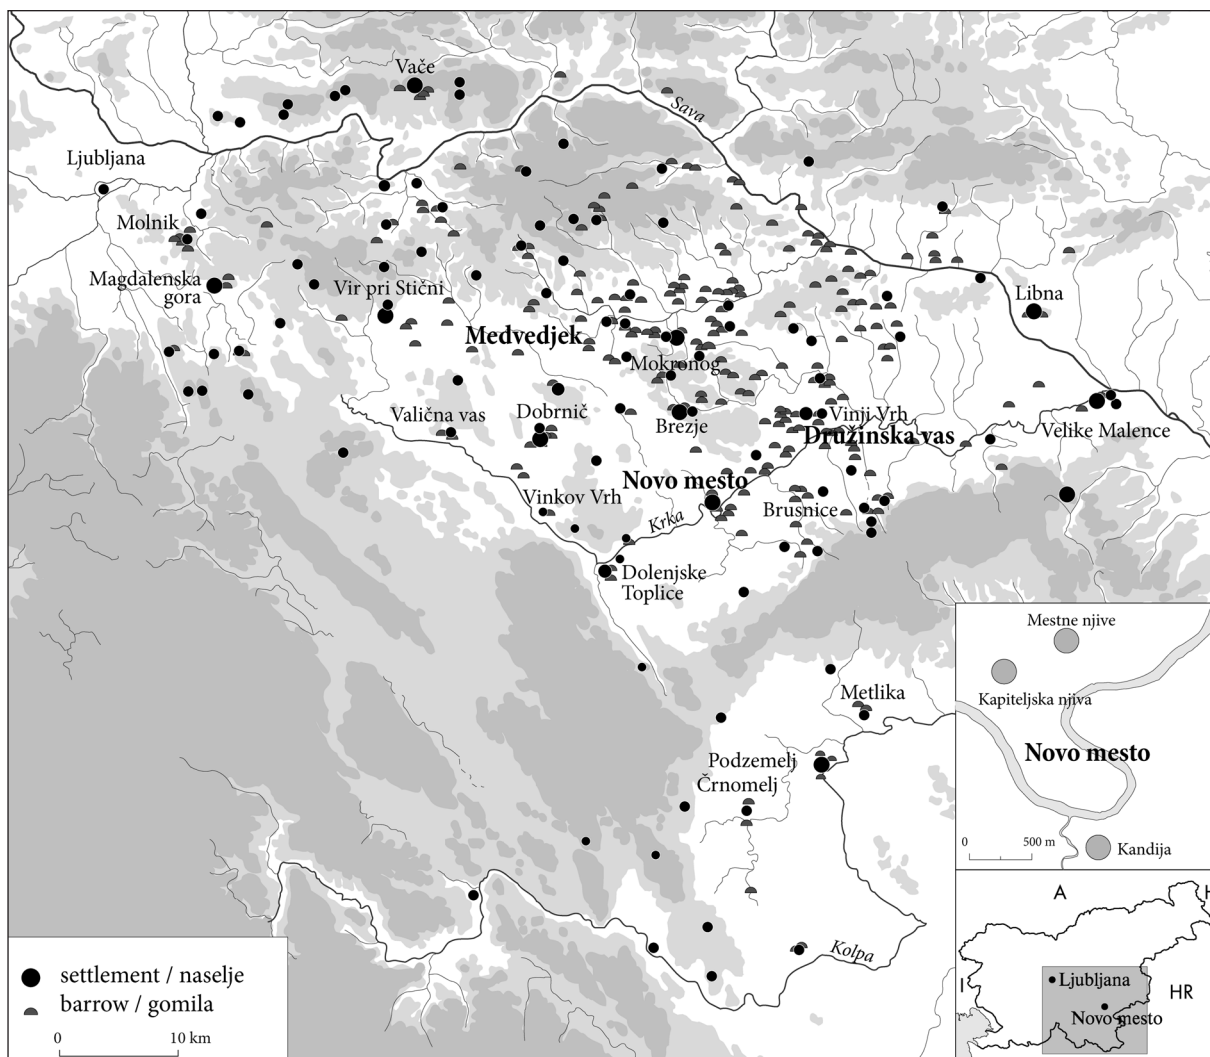 Vače
Sava
Ljubljana
Molnik
Magdalenska
gora
Vir pri Stični
Libna
Medvedjek
Mokronog
Valična vas
Dobrnič
Brezje
Vinji Vrh
Družinska vas
Velike Malence
Novo mesto
Vinkov Vrh
Krka
Brusnice
Dolenjske
Toplice
Metlika
Podzemelj
Črnomelj
Kolpa
Mestne njive
Kapiteljska njiva
Novo mesto
0 500 m
Kandija
A
H
I
Ljubljana
HR
Novo mesto
settlement / naselje
barrow / gomila
0 10 km